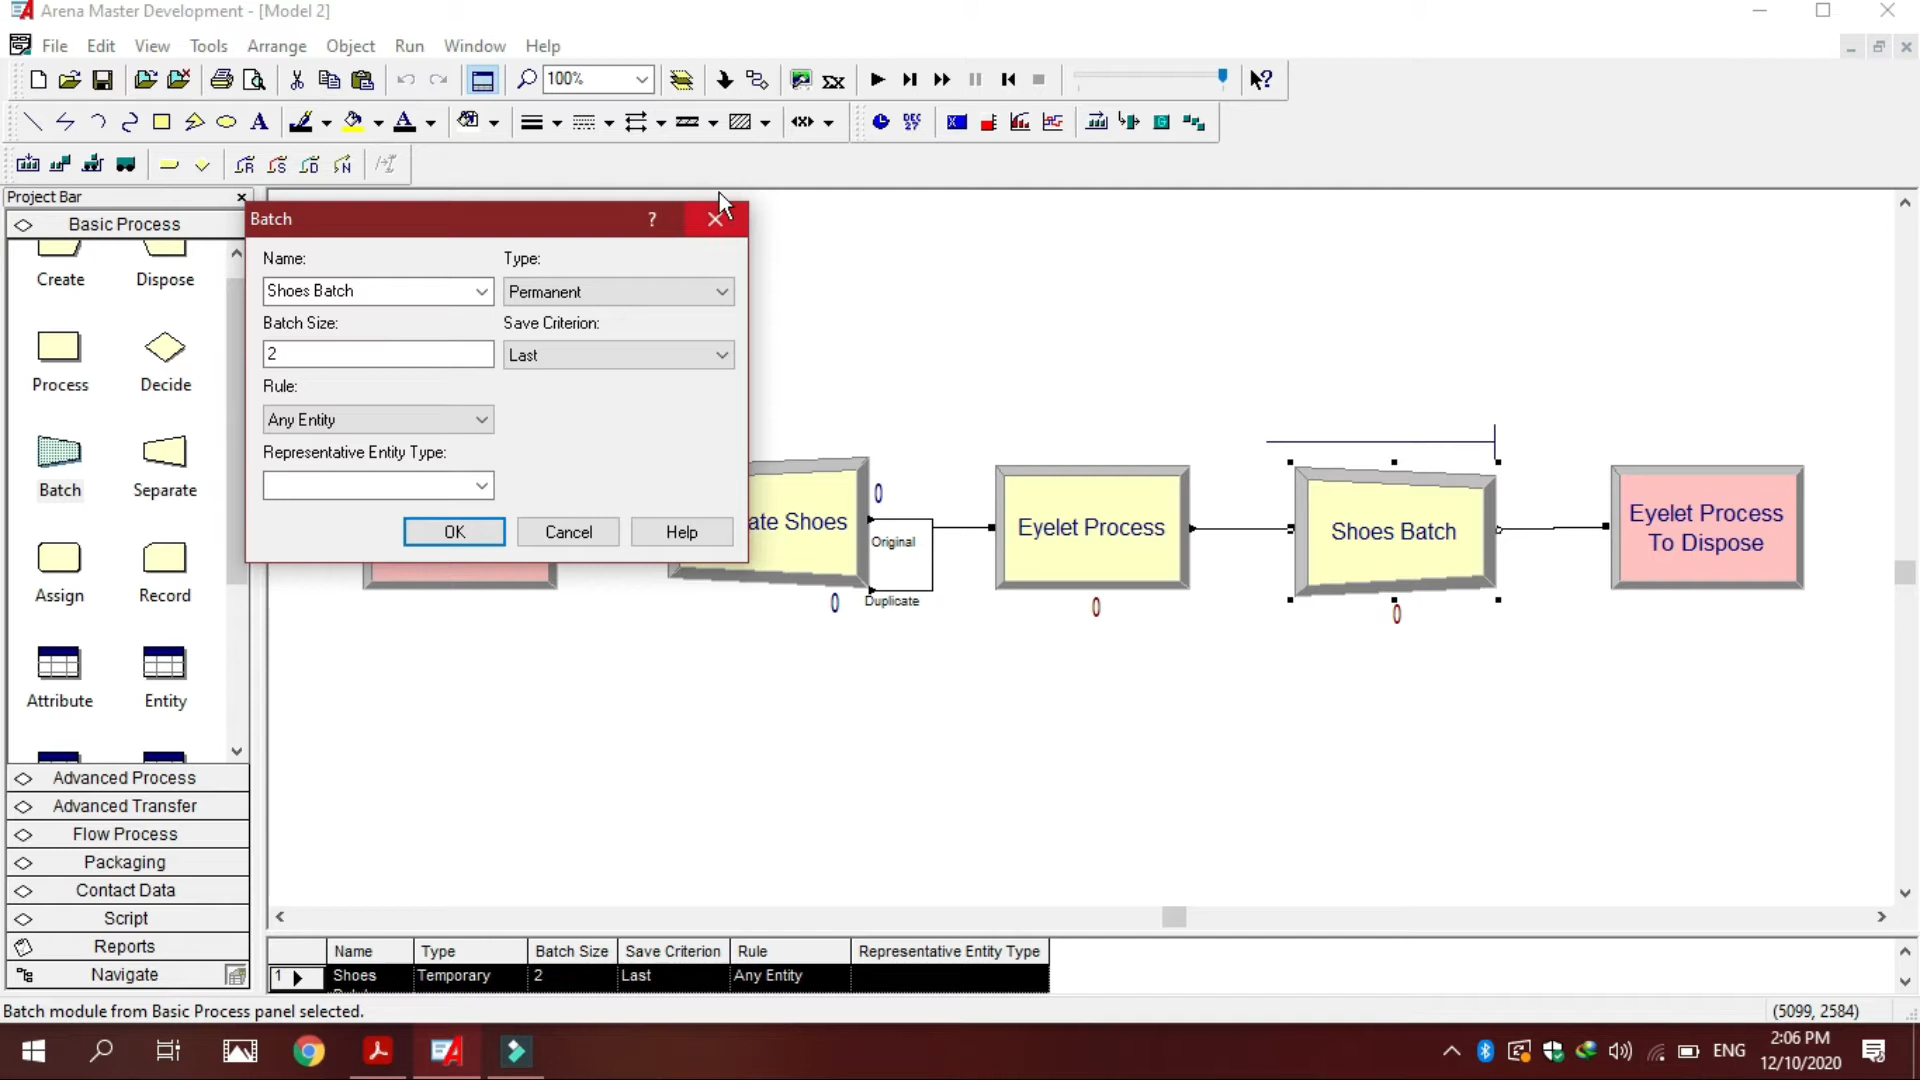 Arena Master Development - [Model 2]
File Edit View Tools Arrange Object Run Window Help
100%
Project Bar
Basic Process
Create Dispose
Process Decide
Batch Separate
Assign Record
Attribute Entity
Advanced Process
Advanced Transfer
Flow Process
Packaging
Contact Data
Script
Reports
Navigate
Batch
Name: Type:
Shoes Batch Permanent
Batch Size: Save Criterion:
2 Last
Rule:
Any Entity
Representative Entity Type:
OK Cancel Help
ate Shoes
0
Original
0
Duplicate
Eyelet Process
0
Shoes Batch
0
Eyelet Process
To Dispose
Name Type Batch Size Save Criterion Rule Representative Entity Type
1 Shoes Temporary 2 Last Any Entity
Batch module from Basic Process panel selected.
(5099, 2584)
ENG
2:06 PM
12/10/2020